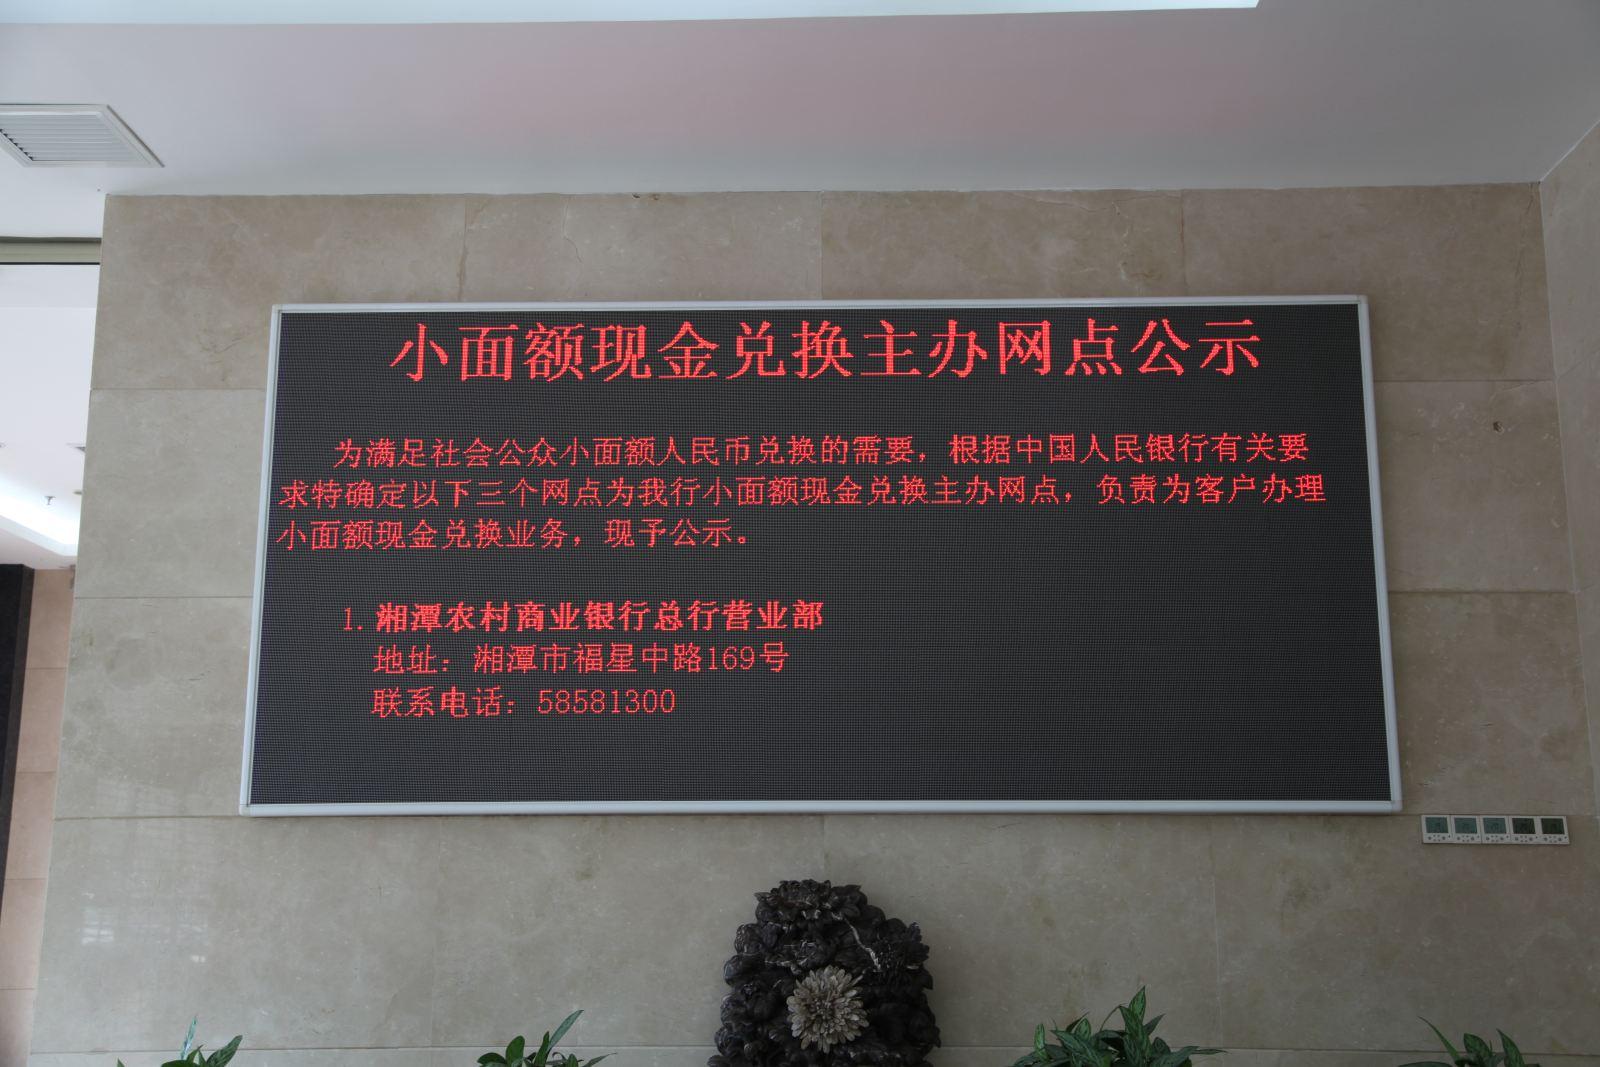 小面额现金兑换主办网点公示
为满足社会公众小面额人民币兑换的需要，根据中国人民银行有关要
求特确定以下三个网点为我行小面额现金兑换主办网点，负责为客户办理
小面额现金兑换业务，现予公示。
1.湘潭农村商业银行总行营业部
地址：湘潭市福星中路169号
联系电话：58581300